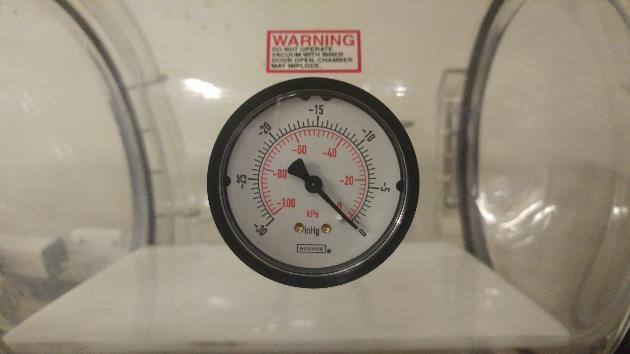 WARNING
DO NOT OPERATE
VACUUM WITH INNER
DOOR OPEN, CHAMBER
MAY IMPLODE.
-15
-20
-10
-60
-40
-25
-80
-20
-5
-100
kPa
0
-30
inHg
0
NOSHOK